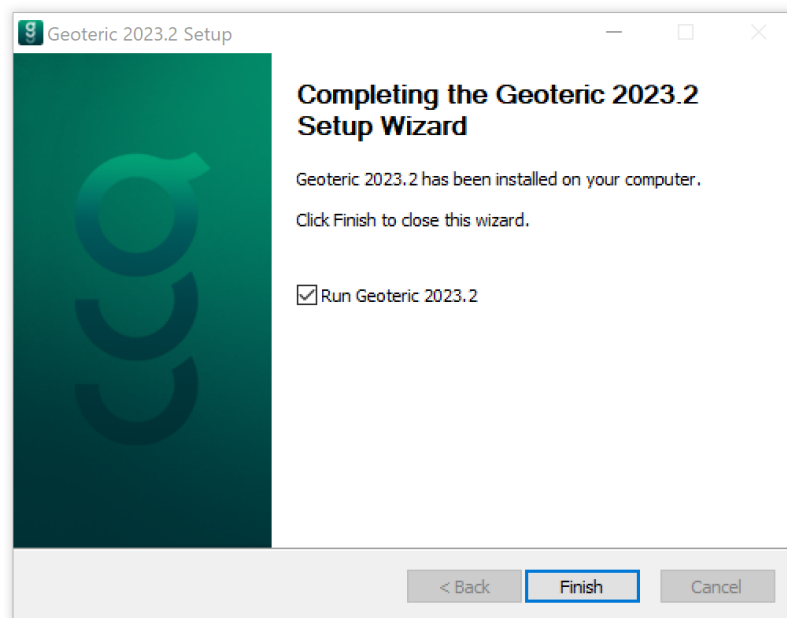 Geoteric 2023.2 Setup
Completing the Geoteric 2023.2
Setup Wizard
Geoteric 2023.2 has been installed on your computer.
Click Finish to close this wizard.
Run Geoteric 2023.2
< Back
Finish
Cancel